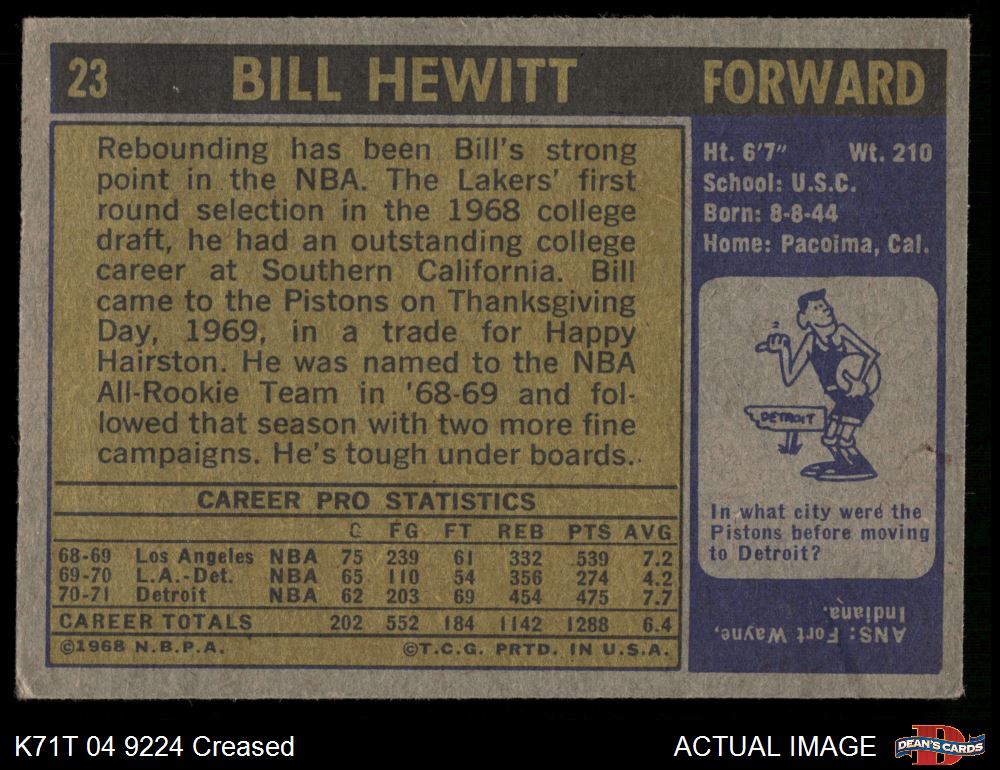 23 BILL HEWITT FORWARD
Rebounding has been Bill's strong
point in the NBA. The Lakers' first
round selection in the 1968 college
draft, he had an outstanding college
career at Southern California. Bill
came to the Pistons on Thanksgiving
Day, 1969, in a trade for Happy
Hairston. He was named to the NBA
All-Rookie Team in '68-69 and fol-
lowed that season with two more fine
campaigns. He's tough under boards.
CAREER PRO STATISTICS
G FG FT REB PTS AVG
68-69 Los Angeles NBA 75 239 61 332 539 7.2
69-70 L.A.-Det. NBA 65 110 54 356 274 4.2
70-71 Detroit NBA 62 203 69 454 475 7.7
CAREER TOTALS 202 552 184 1142 1288 6.4
©1968 N.B.P.A. ©T.C.G. PRTD. IN U.S.A.
Ht. 6'7" Wt. 210
School: U.S.C.
Born: 8-8-44
Home: Pacoima, Cal.
DETROIT
In what city were the
Pistons before moving
to Detroit?
ANS: Fort Wayne,
Indiana.
K71T 04 9224 Creased
ACTUAL IMAGE
DEAN'S CARDS